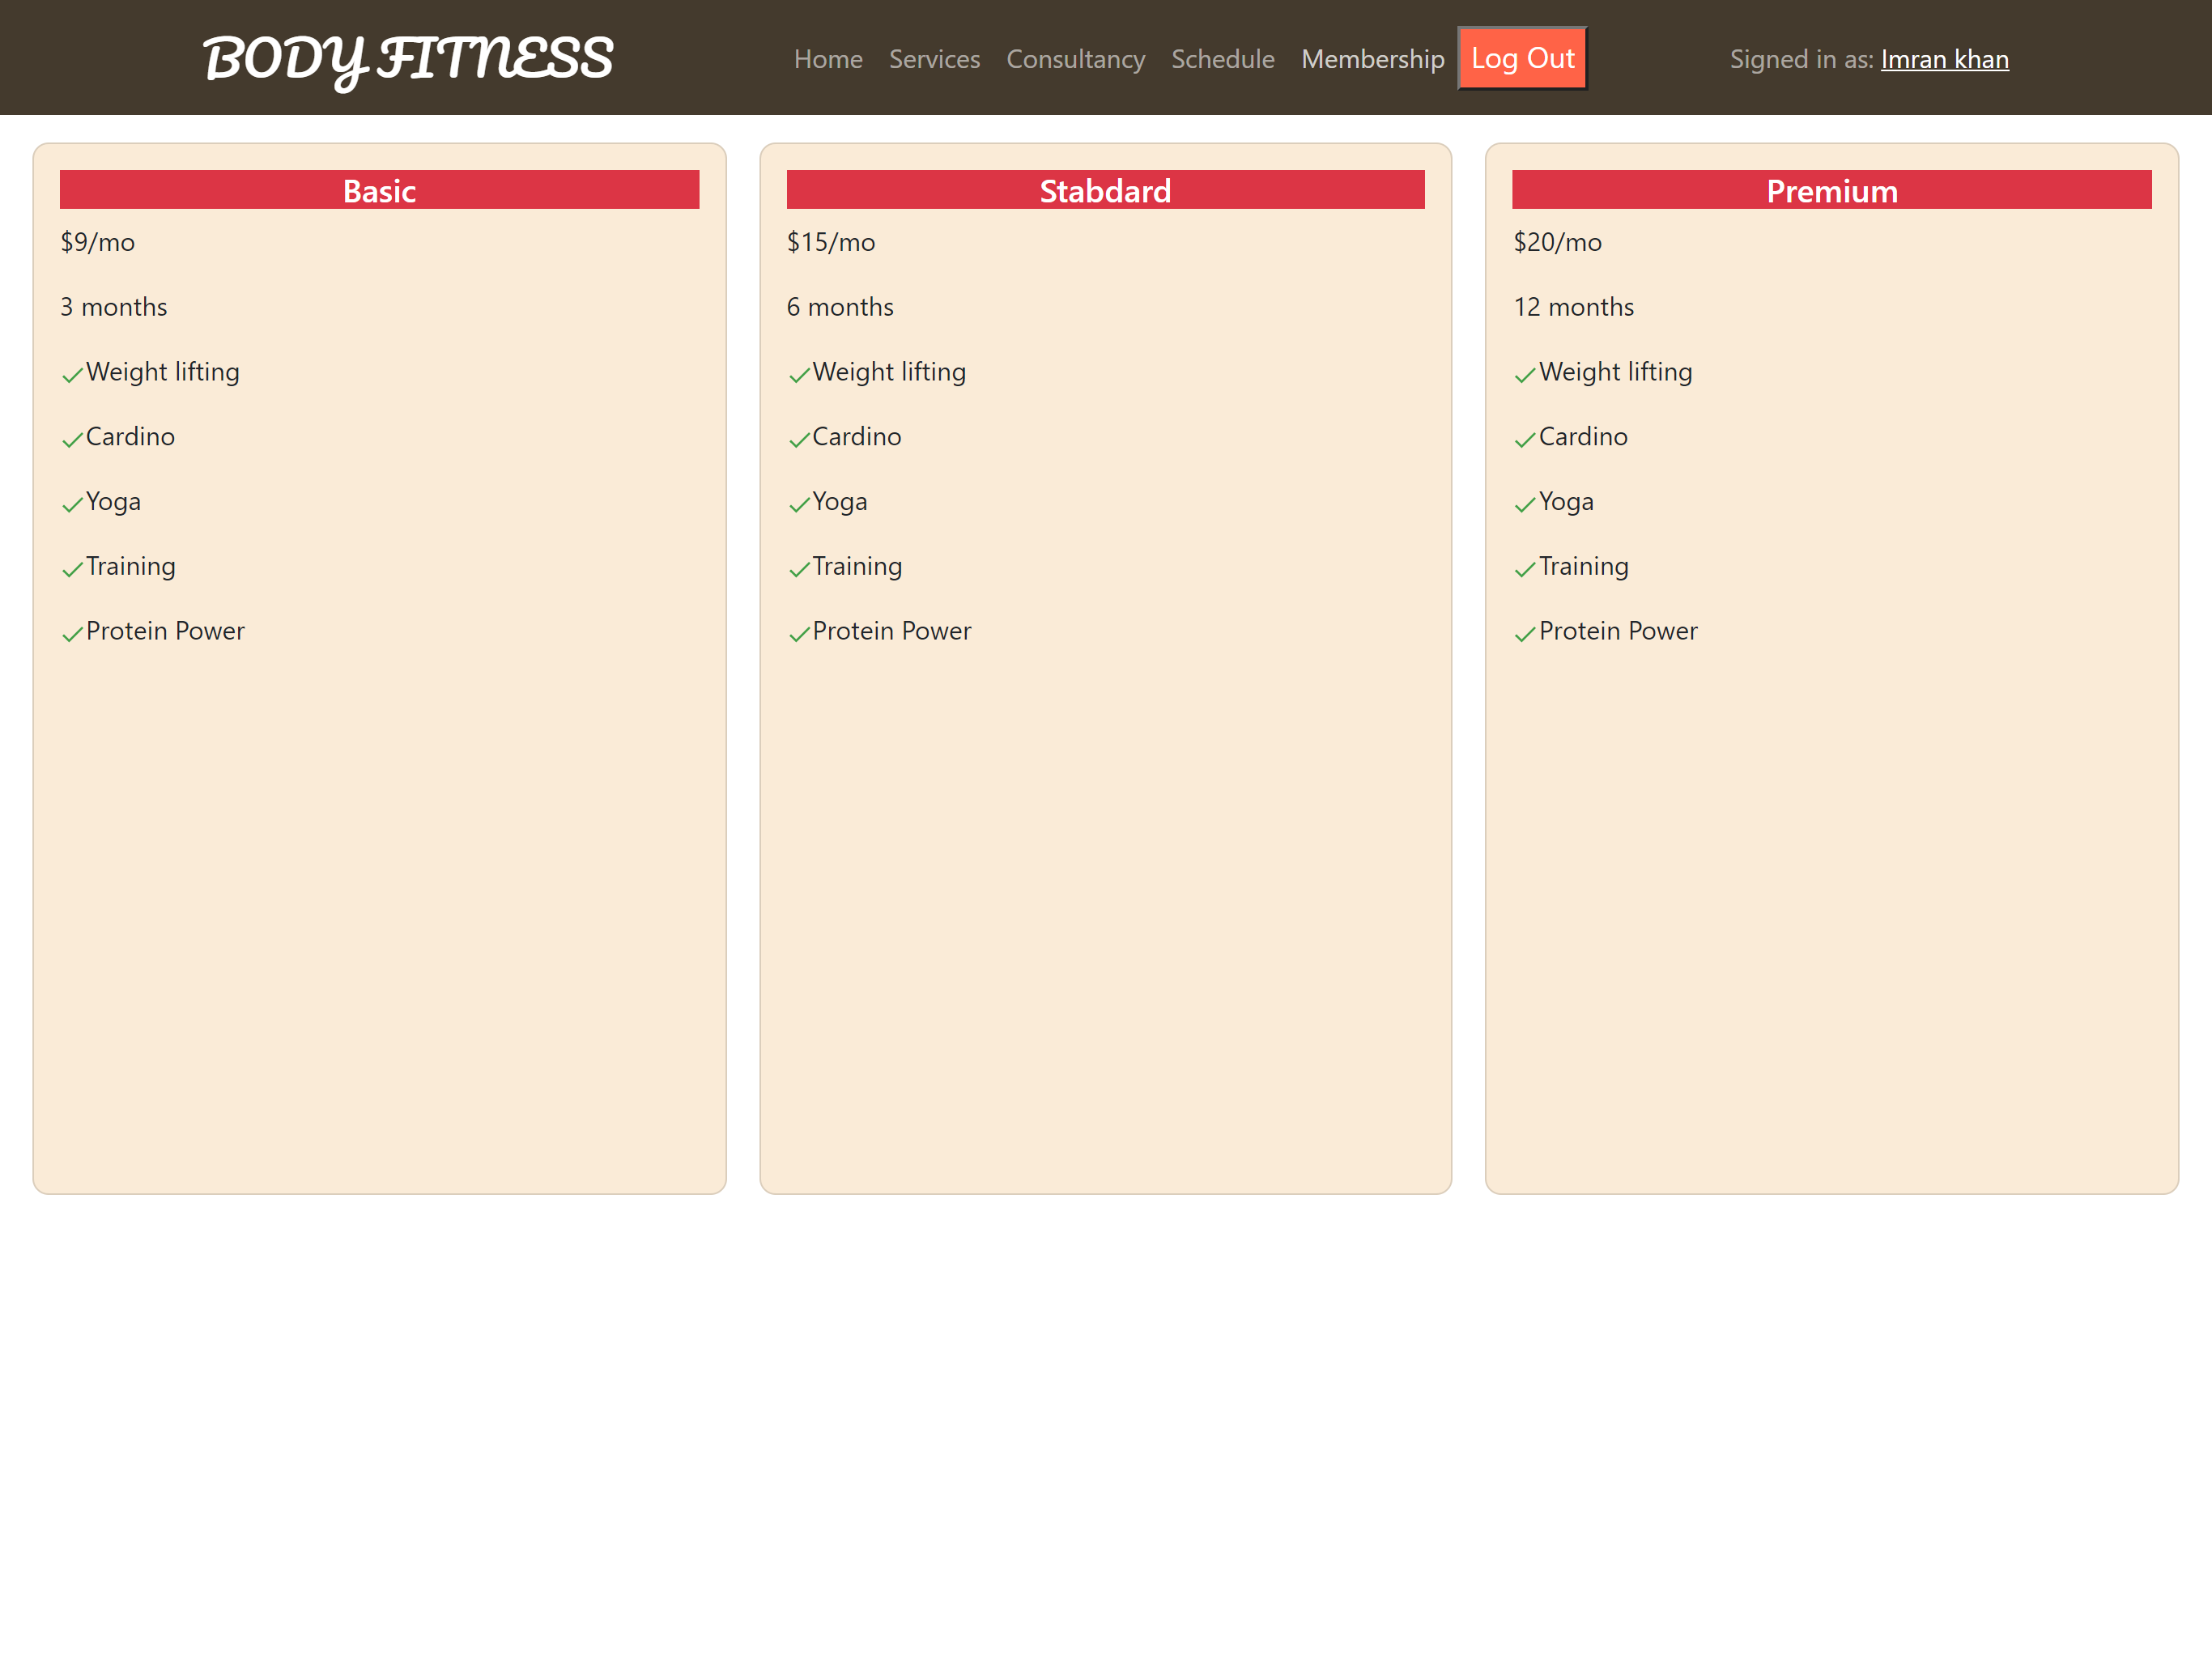 BODY FITNESS
Home Services Consultancy Schedule Membership Log Out Signed in as: Imran khan
Basic
$9/mo
3 months
Weight lifting
Cardino
Yoga
Training
Protein Power
Stabdard
$15/mo
6 months
Weight lifting
Cardino
Yoga
Training
Protein Power
Premium
$20/mo
12 months
Weight lifting
Cardino
Yoga
Training
Protein Power